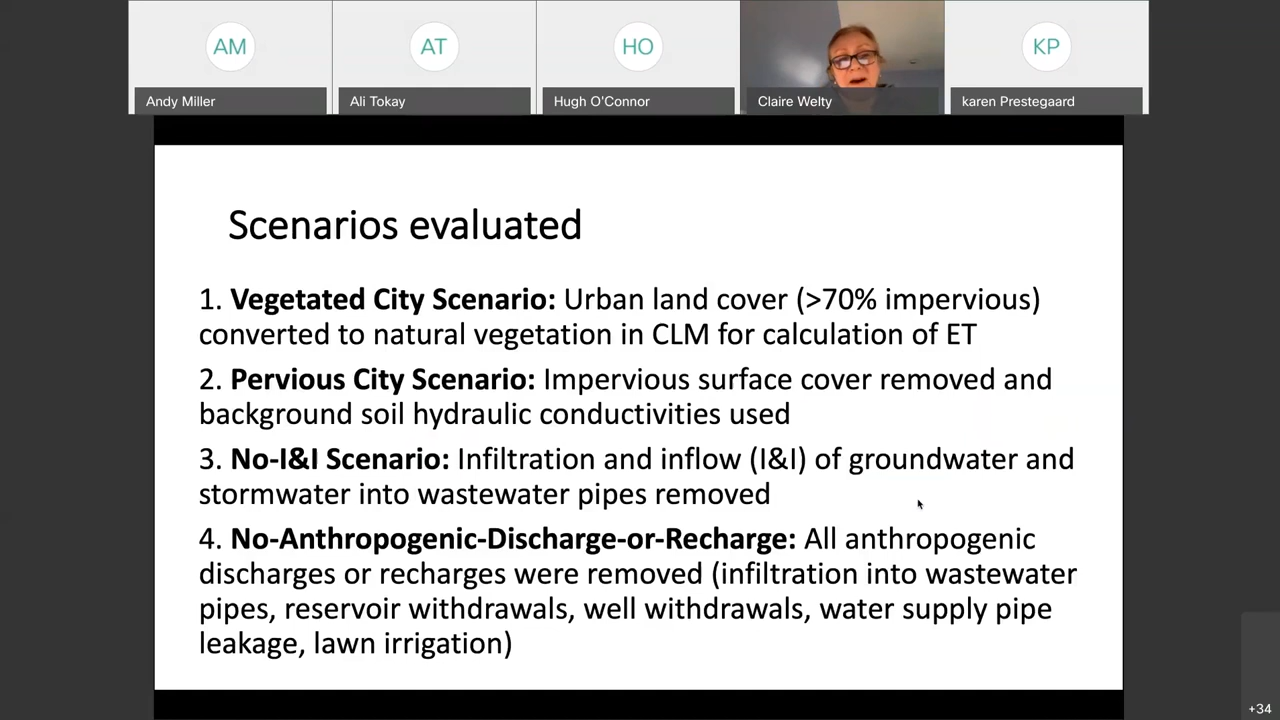 AM
AT
HO
KP
Andy Miller
Ali Tokay
Hugh O'Connor
Claire Welty
karen Prestegaard
Scenarios evaluated
1. Vegetated City Scenario: Urban land cover (>70% impervious)
converted to natural vegetation in CLM for calculation of ET
2. Pervious City Scenario: Impervious surface cover removed and
background soil hydraulic conductivities used
3. No-I&I Scenario: Infiltration and inflow (I&I) of groundwater and
stormwater into wastewater pipes removed
4. No-Anthropogenic-Discharge-or-Recharge: All anthropogenic
discharges or recharges were removed (infiltration into wastewater
pipes, reservoir withdrawals, well withdrawals, water supply pipe
leakage, lawn irrigation)
+34